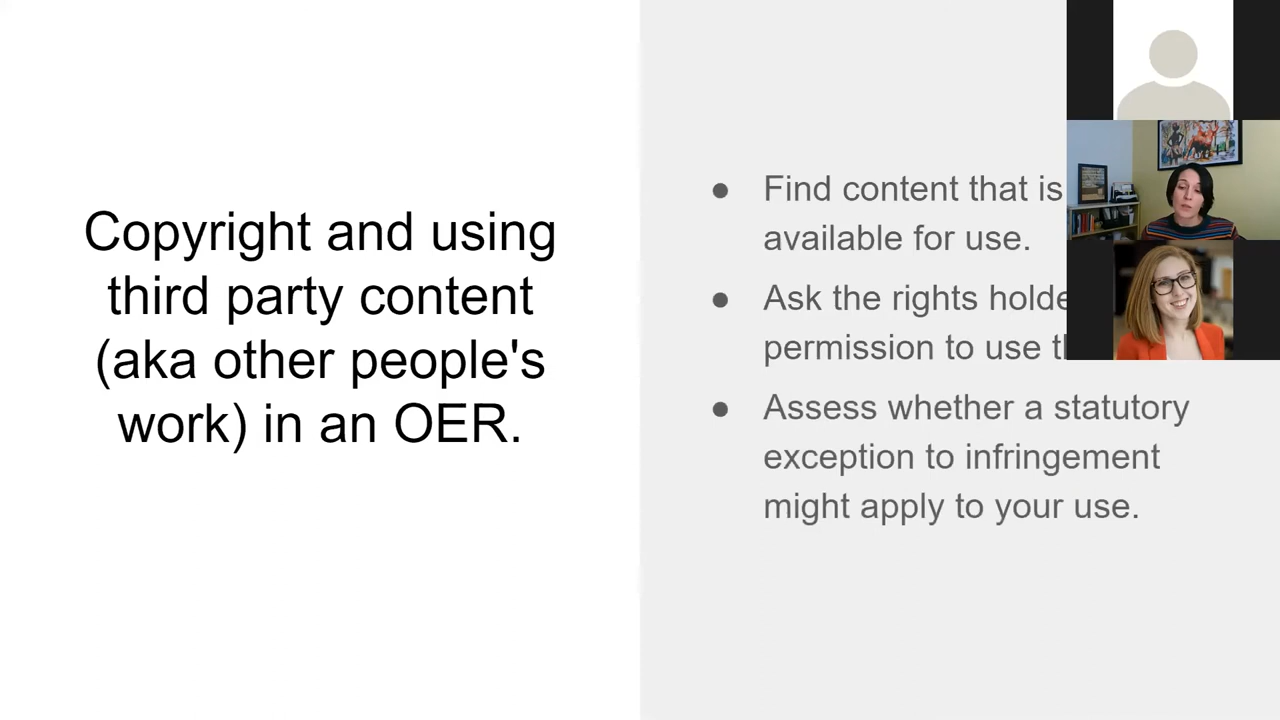 Copyright and using
third party content
(aka other people's
work) in an OER.
● Find content that is
available for use.
● Ask the rights
permission to use
● Assess whether a statutory
exception to infringement
might apply to your use.